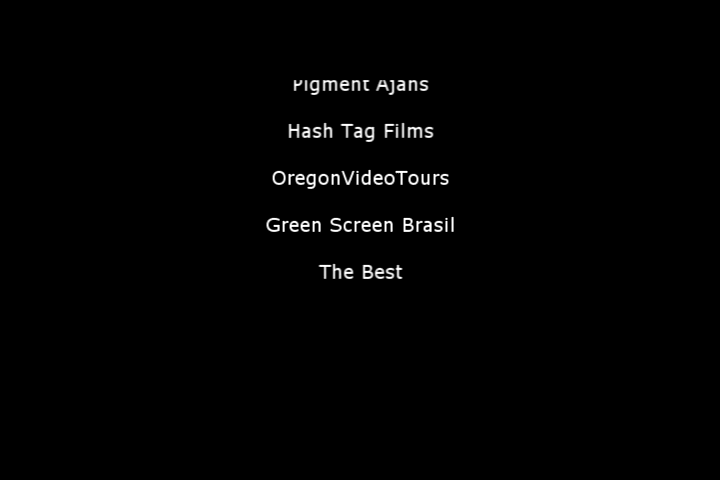 Pigment Ajans
Hash Tag Films
OregonVideoTours
Green Screen Brasil
The Best